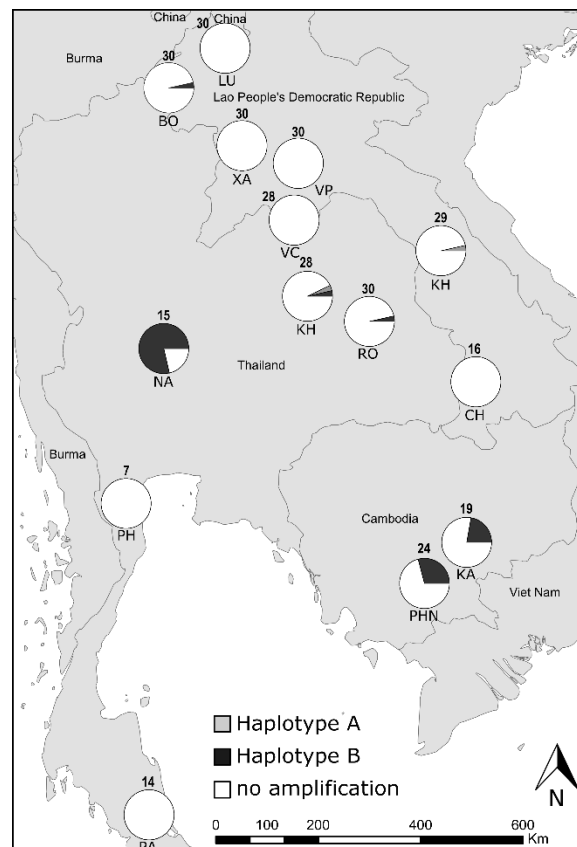 China
China
30
30
Burma
LU
BO
Lao People's Democratic Republic
30
XA
30
VP
28
VC
29
KH
28
KH
30
RO
15
NA
Thailand
16
CH
Burma
7
PH
Cambodia
19
KA
24
PHN
Viet Nam
Haplotype A
Haplotype B
no amplification
14
PA
N
0 100 200 400 600
Km